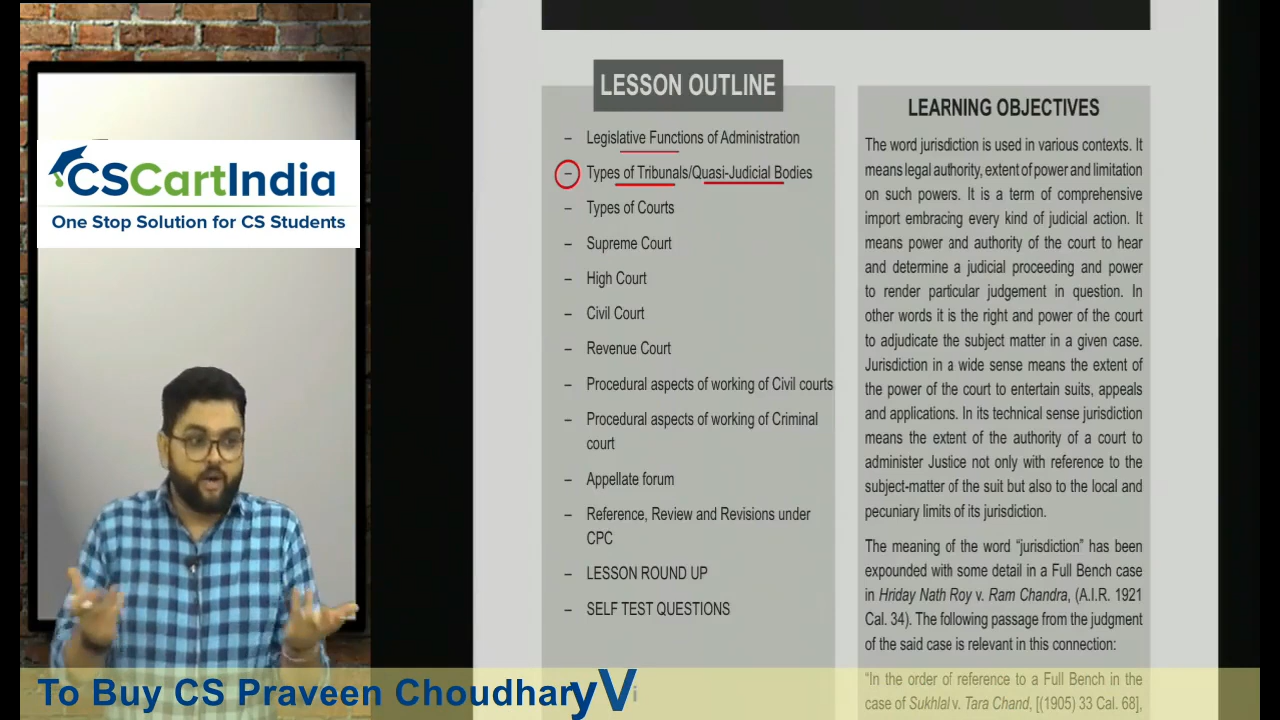 CSCartIndia
One Stop Solution for CS Students
LESSON OUTLINE
– Legislative Functions of Administration
– Types of Tribunals/Quasi-Judicial Bodies
– Types of Courts
– Supreme Court
– High Court
– Civil Court
– Revenue Court
– Procedural aspects of working of Civil courts
– Procedural aspects of working of Criminal
court
– Appellate forum
– Reference, Review and Revisions under
CPC
– LESSON ROUND UP
– SELF TEST QUESTIONS
LEARNING OBJECTIVES
The word jurisdiction is used in various contexts. It
means legal authority, extent of power and limitation
on such powers. It is a term of comprehensive
import embracing every kind of judicial action. It
means power and authority of the court to hear
and determine a judicial proceeding and power
to render particular judgement in question. In
other words it is the right and power of the court
to adjudicate the subject matter in a given case.
Jurisdiction in a wide sense means the extent of
the power of the court to entertain suits, appeals
and applications. In its technical sense jurisdiction
means the extent of the authority of a court to
administer Justice not only with reference to the
subject-matter of the suit but also to the local and
pecuniary limits of its jurisdiction.
The meaning of the word “jurisdiction” has been
expounded with some detail in a Full Bench case
in Hriday Nath Roy v. Ram Chandra, (A.I.R. 1921
Cal. 34). The following passage from the judgment
of the said case is relevant in this connection:
“In the order of reference to a Full Bench in the
case of Sukhlal v. Tara Chand, [(1905) 33 Cal. 68],
To Buy CS Praveen Choudhary V